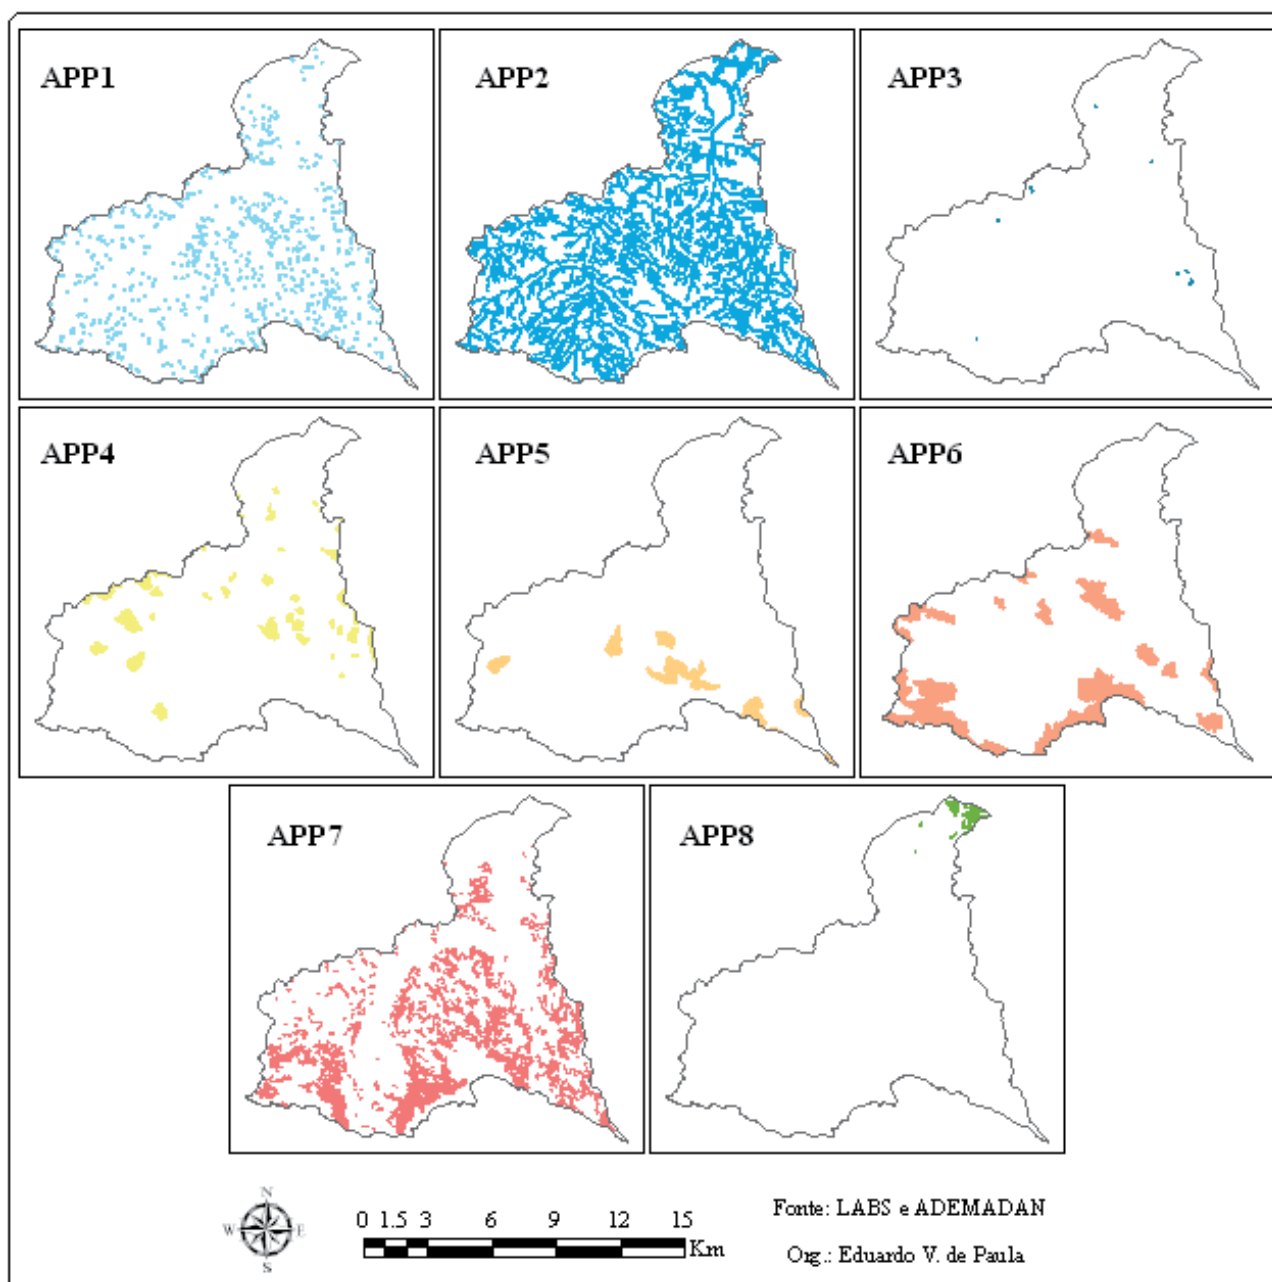 APP1
APP2
APP3
APP4
APP5
APP6
APP7
APP8
N
W E
S
0 1.5 3 6 9 12 15
Km
Fonte: LABS e ADEMADAN
Org.: Eduardo V. de Paula